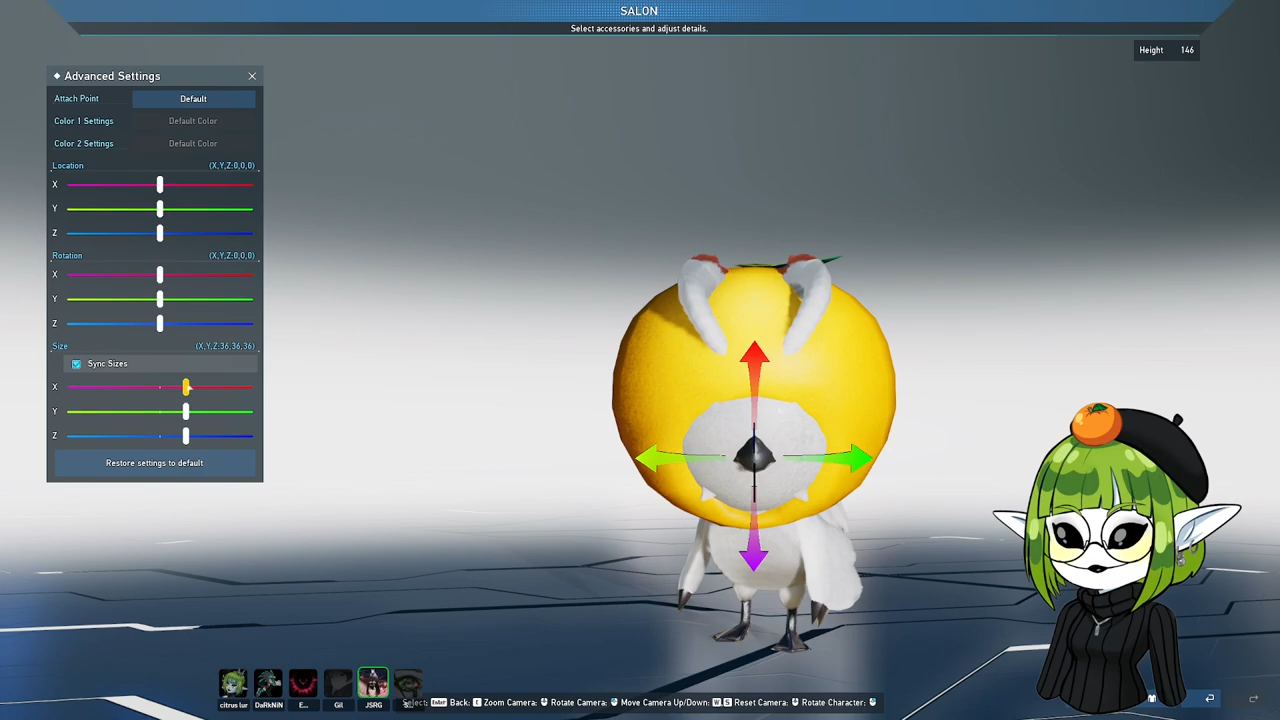 SALON
Select accessories and adjust details.
Height 146
Advanced Settings
Attach Point Default
Color 1 Settings Default Color
Color 2 Settings Default Color
Location (X,Y,Z:0,0,0)
X
Y
Z
Rotation (X,Y,Z:0,0,0)
X
Y
Z
Size (X,Y,Z:36,36,36)
Sync Sizes
X
Y
Z
Restore settings to default
citrus lur DaRkNiN E... Gil JSRG
Select: Enter Back: E Zoom Camera: Rotate Camera: Move Camera Up/Down: W, S Reset Camera: Rotate Character: